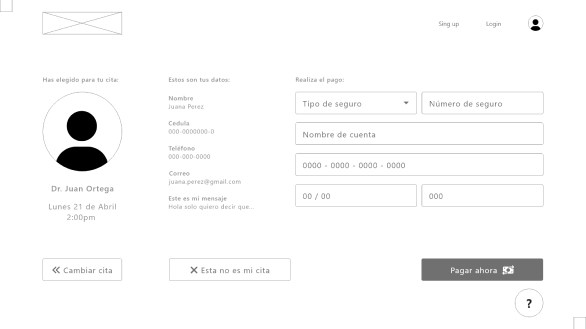 Sing up
Login
Has elegido para tu cita:
Dr. Juan Ortega
Lunes 21 de Abril
2:00pm
Estos son tus datos:
Nombre
Juana Perez
Cedula
000-0000000-0
Teléfono
000-000-0000
Correo
juana.perez@gmail.com
Este es mi mensaje
Hola solo quiero decir que...
Realiza el pago:
Tipo de seguro
Número de seguro
Nombre de cuenta
0000 - 0000 - 0000 - 0000
00 / 00
000
Cambiar cita
Esta no es mi cita
Pagar ahora
?